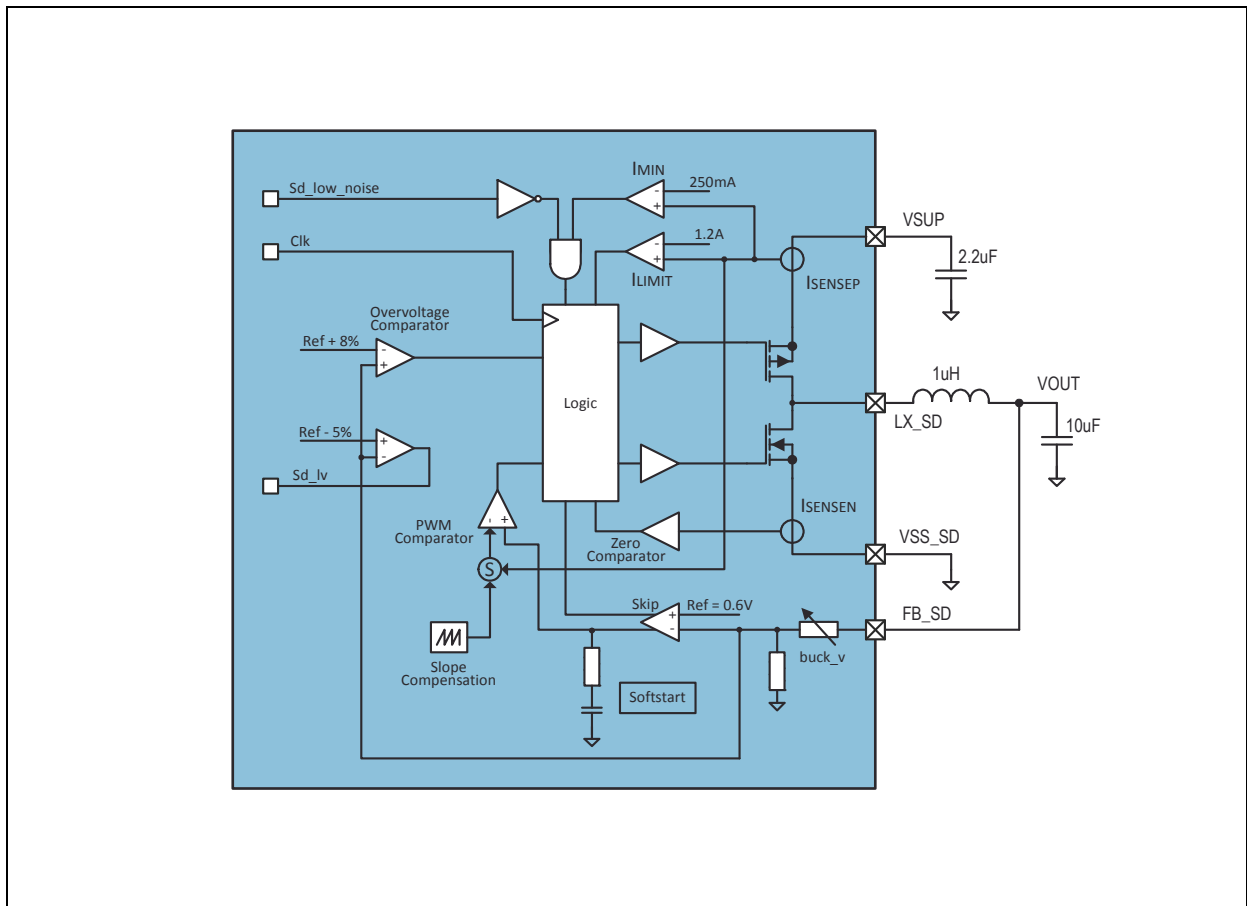 IMIN
250mA
-
+
Sd_low_noise
Clk
1.2A
-
+
ILIMIT
ISENSEP
VSUP
2.2uF
Overvoltage
Comparator
Ref + 8%
-
+
Logic
1uH
VOUT
LX_SD
10uF
Ref - 5%
+
-
Sd_lv
ISENSEN
PWM
Comparator
-
+
Zero
Comparator
VSS_SD
S
Skip
Ref = 0.6V
+
-
FB_SD
buck_v
Slope
Compensation
Softstart